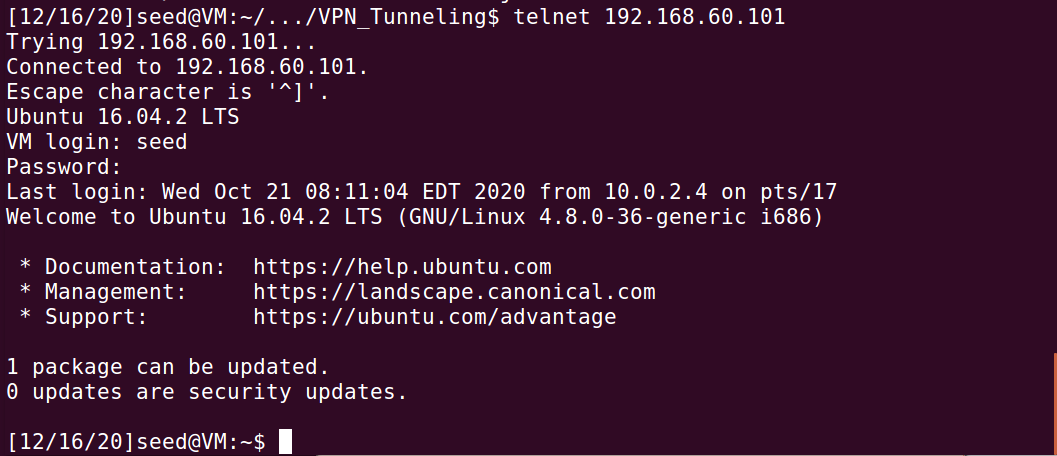 [12/16/20]seed@VM:~/.../VPN_Tunneling$ telnet 192.168.60.101
Trying 192.168.60.101...
Connected to 192.168.60.101.
Escape character is '^]'.
Ubuntu 16.04.2 LTS
VM login: seed
Password:
Last login: Wed Oct 21 08:11:04 EDT 2020 from 10.0.2.4 on pts/17
Welcome to Ubuntu 16.04.2 LTS (GNU/Linux 4.8.0-36-generic i686)

 * Documentation:  https://help.ubuntu.com
 * Management:     https://landscape.canonical.com
 * Support:        https://ubuntu.com/advantage

1 package can be updated.
0 updates are security updates.

[12/16/20]seed@VM:~$